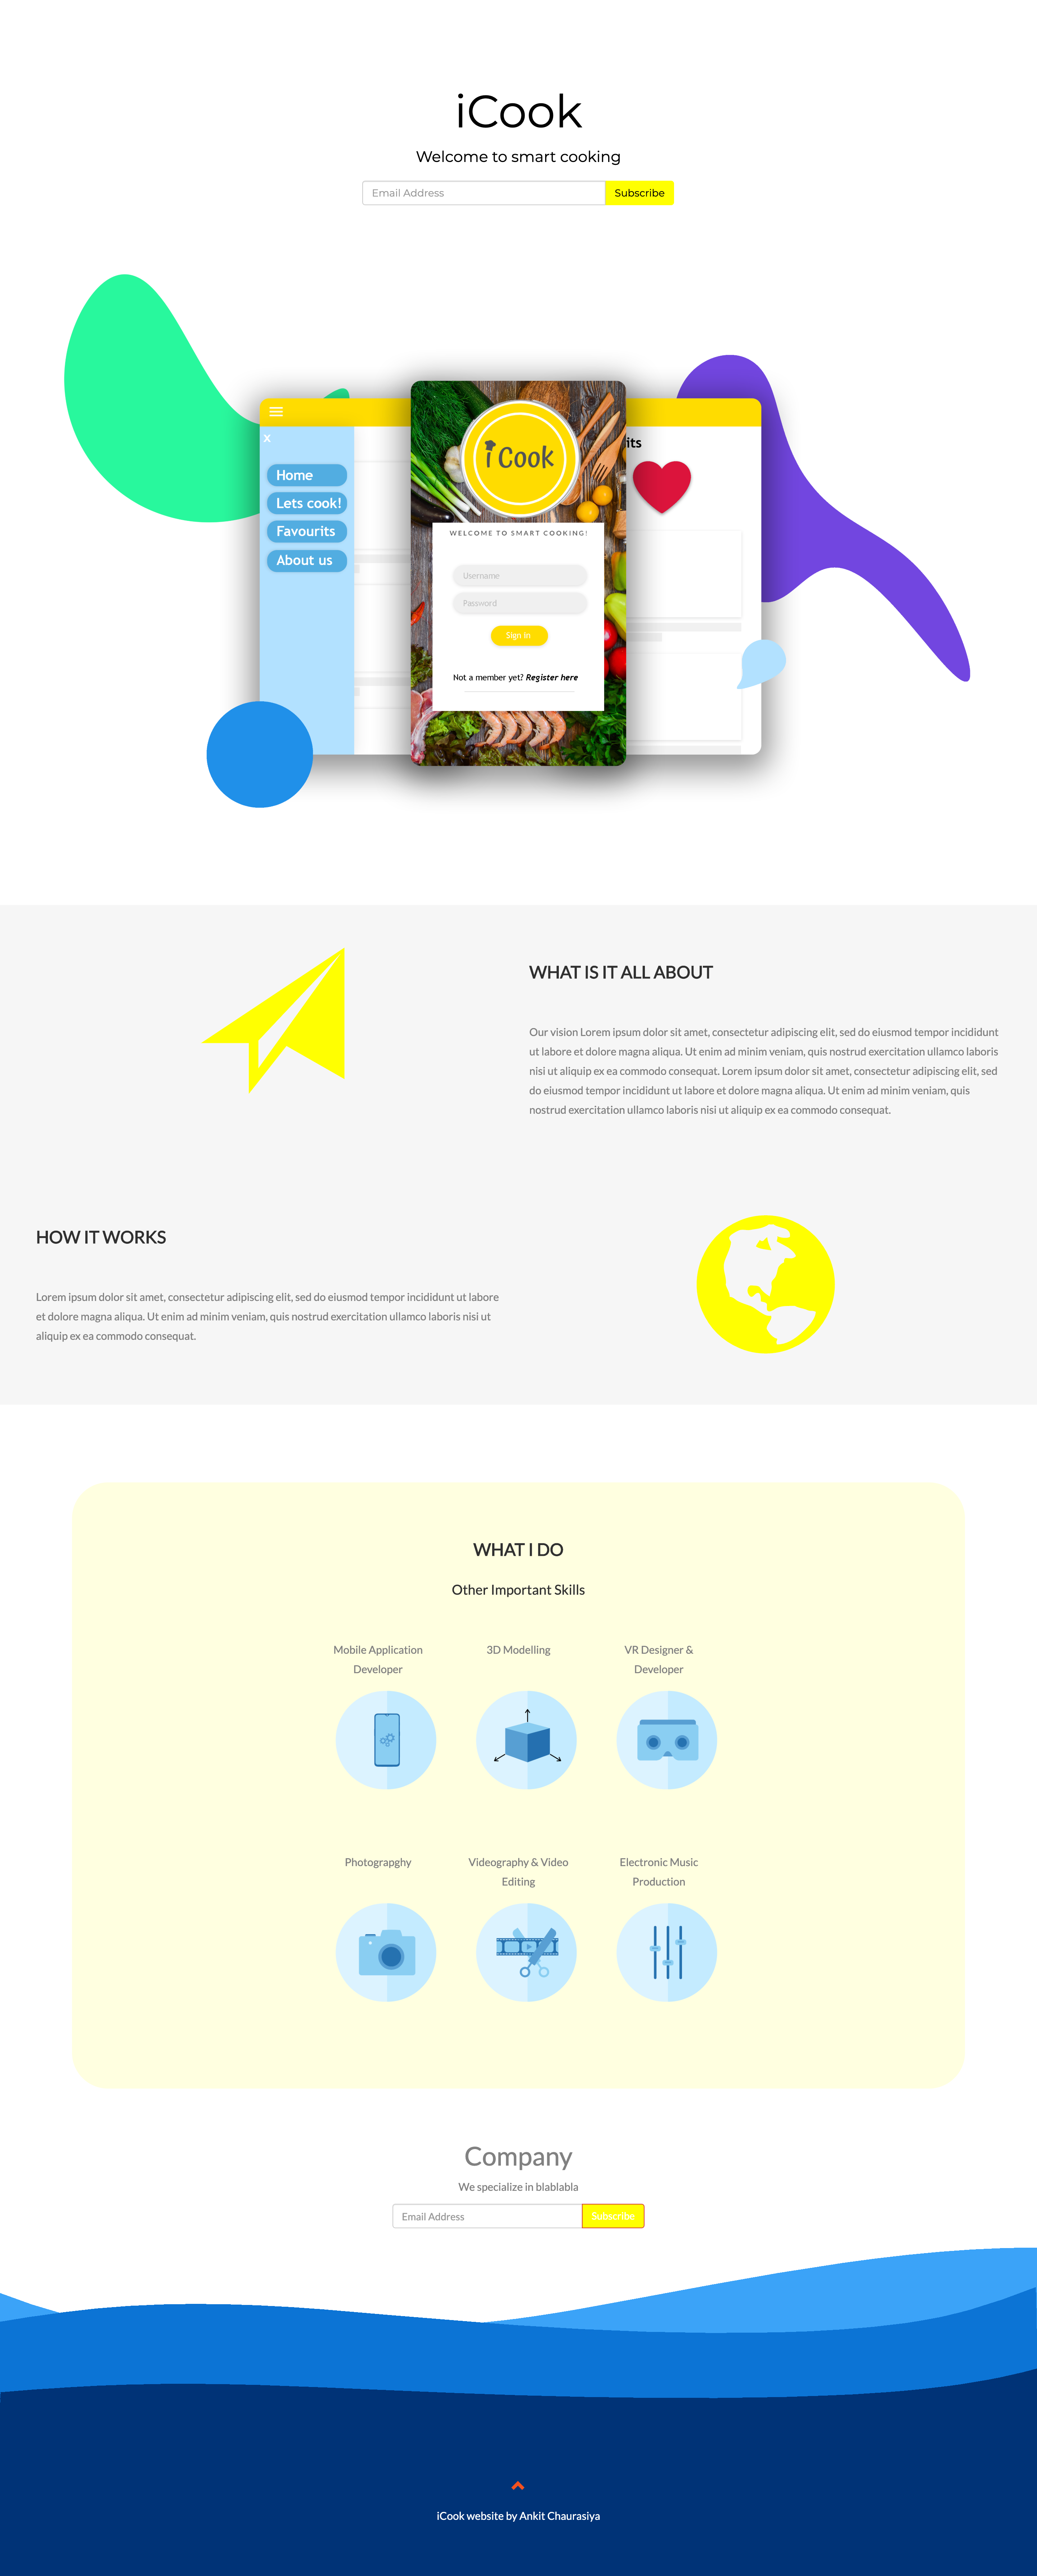 iCook
Welcome to smart cooking
Email Address
Subscribe
X
Home
Lets cook!
Favourits
About us
i Cook
WELCOME TO SMART COOKING!
Username
Password
Sign In
Not a member yet? Register here
its
WHAT IS IT ALL ABOUT
Our vision Lorem ipsum dolor sit amet, consectetur adipiscing elit, sed do eiusmod tempor incididunt
ut labore et dolore magna aliqua. Ut enim ad minim veniam, quis nostrud exercitation ullamco laboris
nisi ut aliquip ex ea commodo consequat. Lorem ipsum dolor sit amet, consectetur adipiscing elit, sed
do eiusmod tempor incididunt ut labore et dolore magna aliqua. Ut enim ad minim veniam, quis
nostrud exercitation ullamco laboris nisi ut aliquip ex ea commodo consequat.
HOW IT WORKS
Lorem ipsum dolor sit amet, consectetur adipiscing elit, sed do eiusmod tempor incididunt ut labore
et dolore magna aliqua. Ut enim ad minim veniam, quis nostrud exercitation ullamco laboris nisi ut
aliquip ex ea commodo consequat.
WHAT I DO
Other Important Skills
Mobile Application
Developer
3D Modelling
VR Designer &
Developer
Photograpghy
Videography & Video
Editing
Electronic Music
Production
Company
We specialize in blablabla
Email Address
Subscribe
iCook website by Ankit Chaurasiya